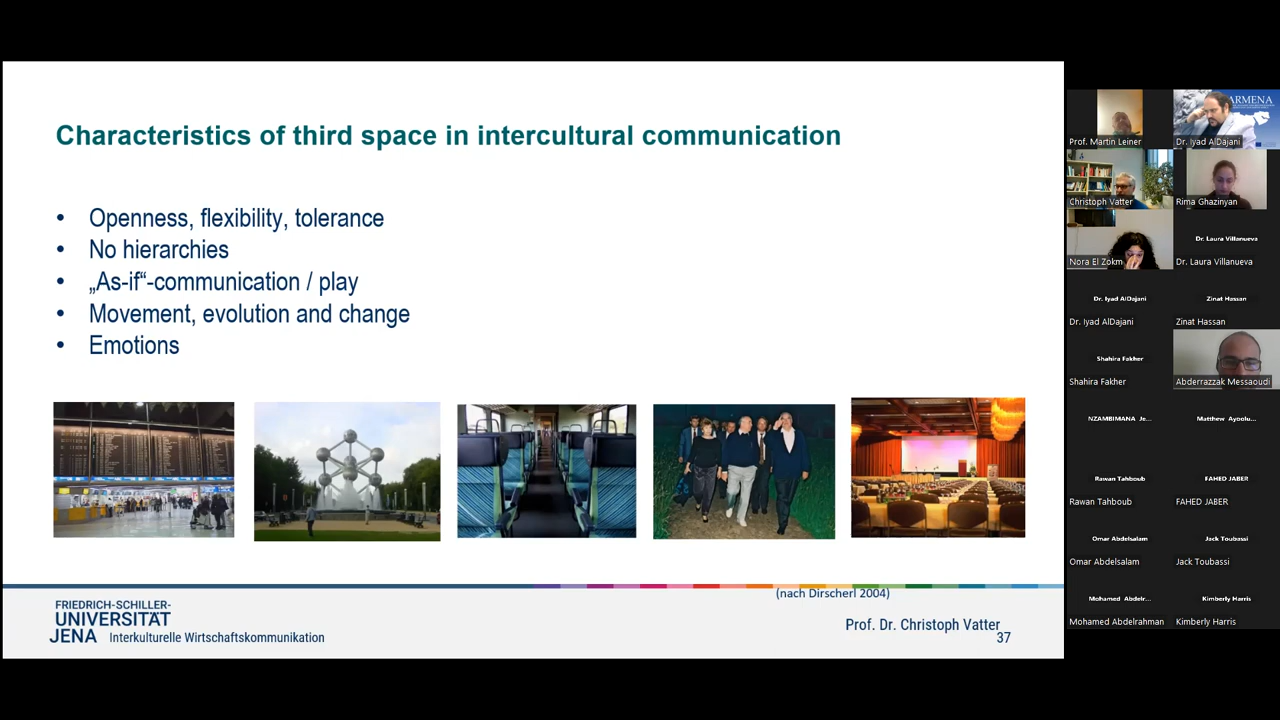 Characteristics of third space in intercultural communication
• Openness, flexibility, tolerance
• No hierarchies
• „As-if“-communication / play
• Movement, evolution and change
• Emotions
(nach Dirscherl 2004)
FRIEDRICH-SCHILLER-
UNIVERSITÄT
JENA Interkulturelle Wirtschaftskommunikation
Prof. Dr. Christoph Vatter
37
ARMENA
Prof. Martin Leiner
Dr. Iyad AlDajani
Christoph Vatter
Rima Ghazinyan
Nora El Zokm
Dr. Laura Villanueva
Dr. Laura Villanueva
Dr. Iyad AlDajani
Dr. Iyad AlDajani
Zinat Hassan
Zinat Hassan
Shahira Fakher
Shahira Fakher
Abderrazzak Messaoudi
NZAMBIMANA Je...
Matthew Ayoolu...
Rawan Tahboub
Rawan Tahboub
FAHED JABER
FAHED JABER
Omar Abdelsalam
Omar Abdelsalam
Jack Toubassi
Jack Toubassi
Mohamed Abdelr...
Mohamed Abdelrahman
Kimberly Harris
Kimberly Harris